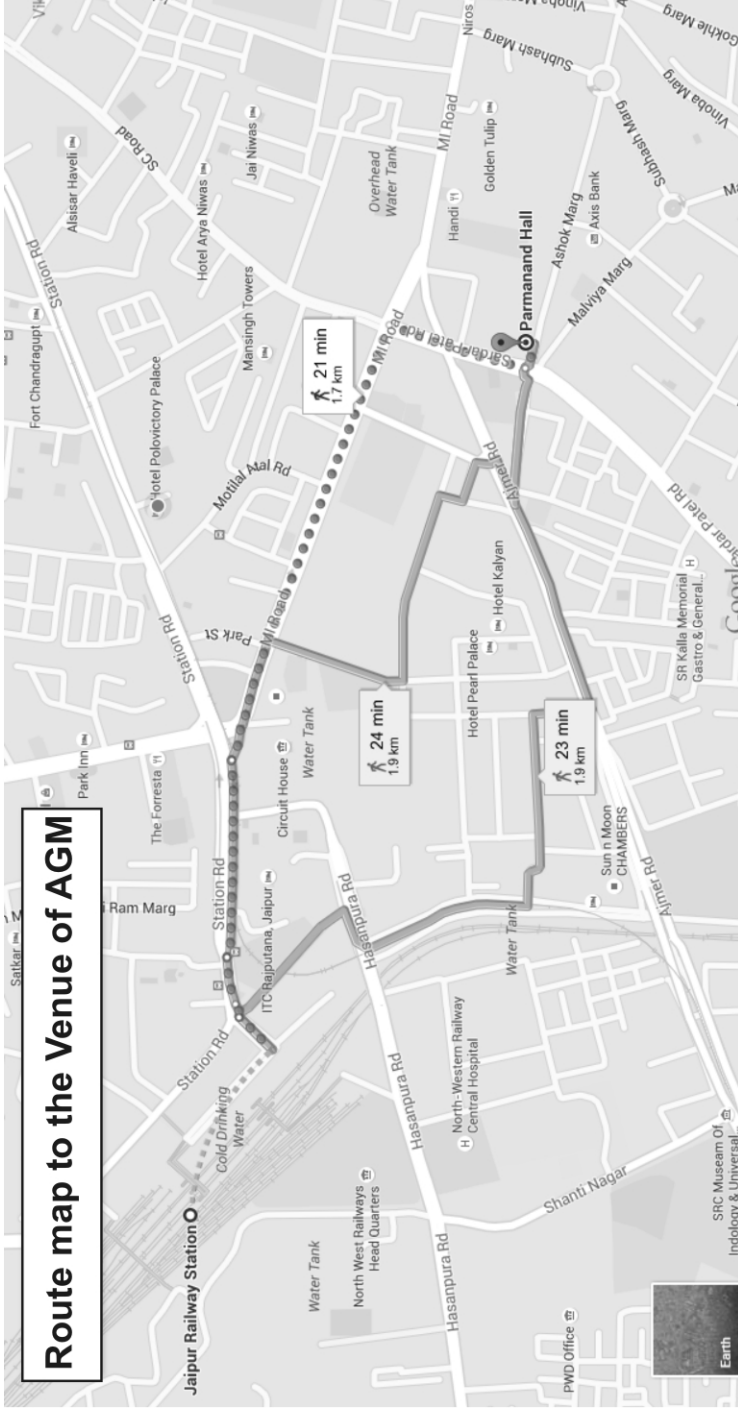 Route map to the Venue of AGM
Jaipur Railway Station
Cold Drinking
Water
Station Rd
Satkar
i Ram Marg
Park Inn
The Forresta
Station Rd
ITC Rajputana, Jaipur
Circuit House
Water Tank
Station Rd
Fort Chandragupt
Hotel Polovictory Palace
Station Rd
Alsisar Haveli
SC Road
Jai Niwas
Hotel Arya Niwas
Mansingh Towers
Motilal Atal Rd
Park St
MI Road
21 min
1.7 km
MI Road
Overhead
Water Tank
MI Road
Niros
Handi
Golden Tulip
Subhash Marg
Gokhle Marg
Vinoba Marg
Subhash Marg
Ashok Marg
Axis Bank
Malviya Marg
Parmanand Hall
Sardar Patel Rd
Ajmer Rd
24 min
1.9 km
Hotel Pearl Palace
Hotel Kalyan
23 min
1.9 km
SR Kalla Memorial
Gastro & General...
Sun n Moon
CHAMBERS
Ajmer Rd
Water Tank
Hasanpura Rd
Hasanpura Rd
Hasanpura Rd
North-Western Railway
Central Hospital
North West Railways
Head Quarters
Water Tank
Shanti Nagar
SRC Museam Of
Indology & Universal...
PWD Office
Earth